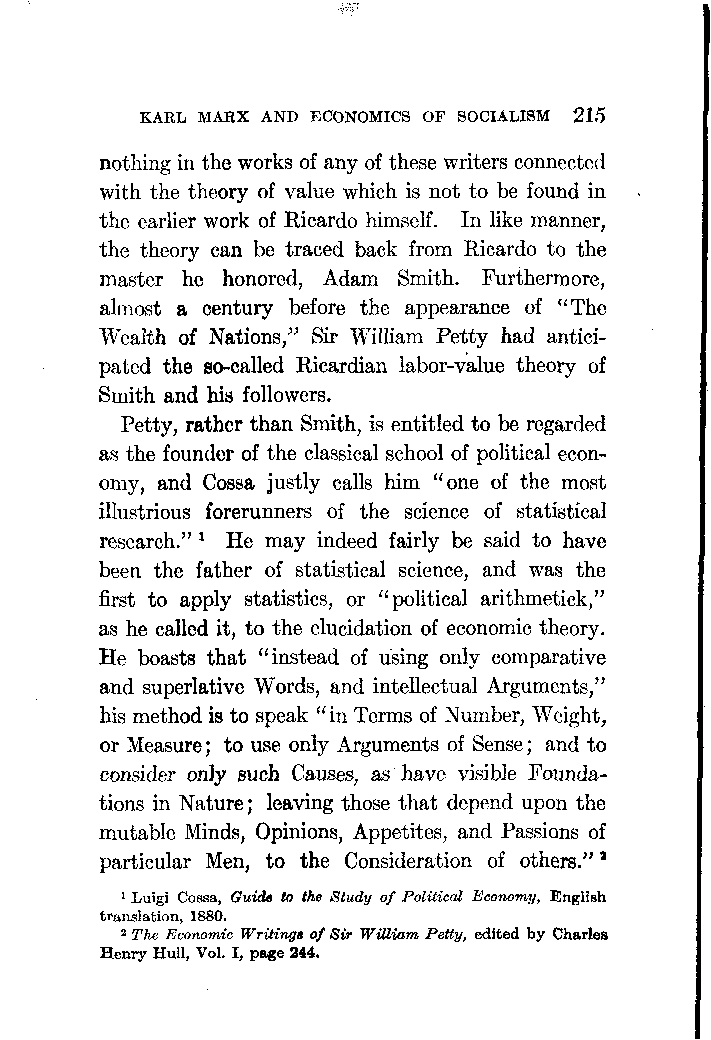 KARL MARX AND ECONOMICS OF SOCIALISM 215
nothing in the works of any of these writers connected
with the theory of value which is not to be found in
the earlier work of Ricardo himself. In like manner,
the theory can be traced back from Ricardo to the
master he honored, Adam Smith. Furthermore,
almost a century before the appearance of “The
Wealth of Nations,” Sir William Petty had antici-
pated the so-called Ricardian labor-value theory of
Smith and his followers.
Petty, rather than Smith, is entitled to be regarded
as the founder of the classical school of political econ-
omy, and Cossa justly calls him “one of the most
illustrious forerunners of the science of statistical
research.” ¹ He may indeed fairly be said to have
been the father of statistical science, and was the
first to apply statistics, or “political arithmetick,”
as he called it, to the elucidation of economic theory.
He boasts that “instead of using only comparative
and superlative Words, and intellectual Arguments,”
his method is to speak “in Terms of Number, Weight,
or Measure; to use only Arguments of Sense; and to
consider only such Causes, as have visible Founda-
tions in Nature; leaving those that depend upon the
mutable Minds, Opinions, Appetites, and Passions of
particular Men, to the Consideration of others.” ²
¹ Luigi Cossa, Guide to the Study of Political Economy, English
translation, 1880.
² The Economic Writings of Sir William Petty, edited by Charles
Henry Hull, Vol. I, page 244.